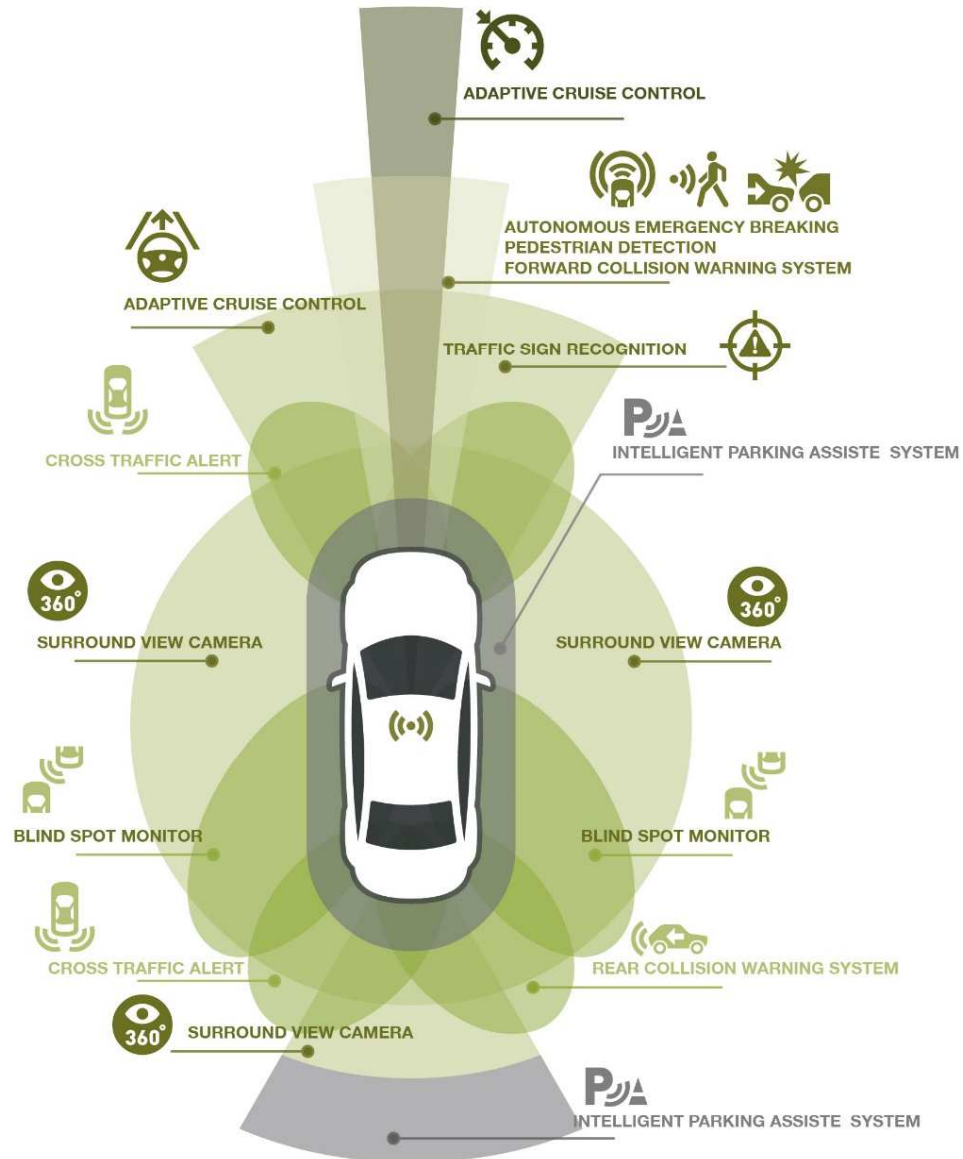 ADAPTIVE CRUISE CONTROL
AUTONOMOUS EMERGENCY BREAKING
PEDESTRIAN DETECTION
FORWARD COLLISION WARNING SYSTEM
ADAPTIVE CRUISE CONTROL
TRAFFIC SIGN RECOGNITION
P
INTELLIGENT PARKING ASSISTE SYSTEM
CROSS TRAFFIC ALERT
360°
SURROUND VIEW CAMERA
360°
SURROUND VIEW CAMERA
BLIND SPOT MONITOR
BLIND SPOT MONITOR
CROSS TRAFFIC ALERT
REAR COLLISION WARNING SYSTEM
360°
SURROUND VIEW CAMERA
P
INTELLIGENT PARKING ASSISTE SYSTEM